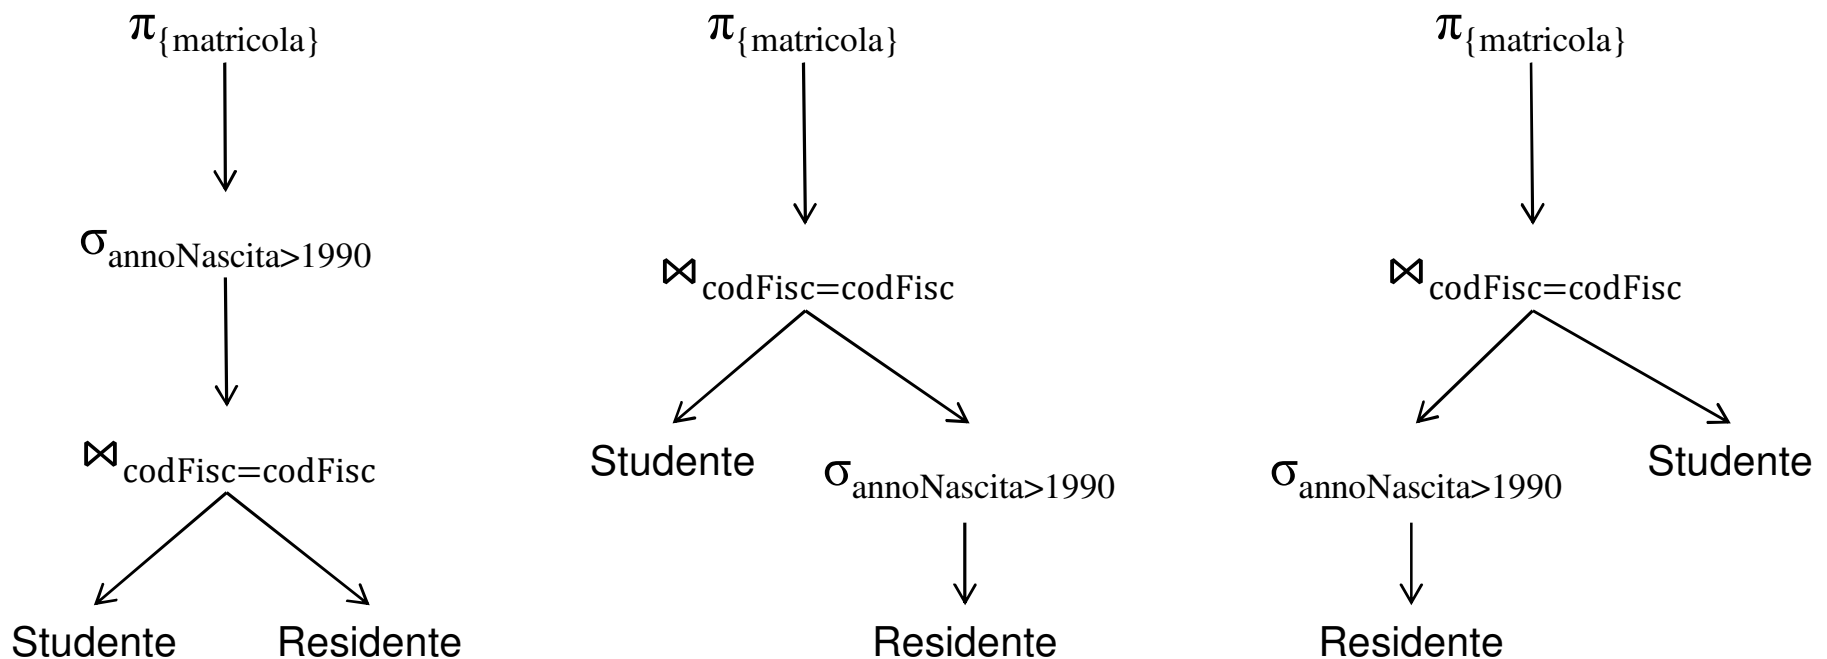 π{matricola}
σannoNascita>1990
⋈codFisc=codFisc
Studente
Residente
π{matricola}
⋈codFisc=codFisc
Studente
σannoNascita>1990
Residente
π{matricola}
⋈codFisc=codFisc
σannoNascita>1990
Studente
Residente